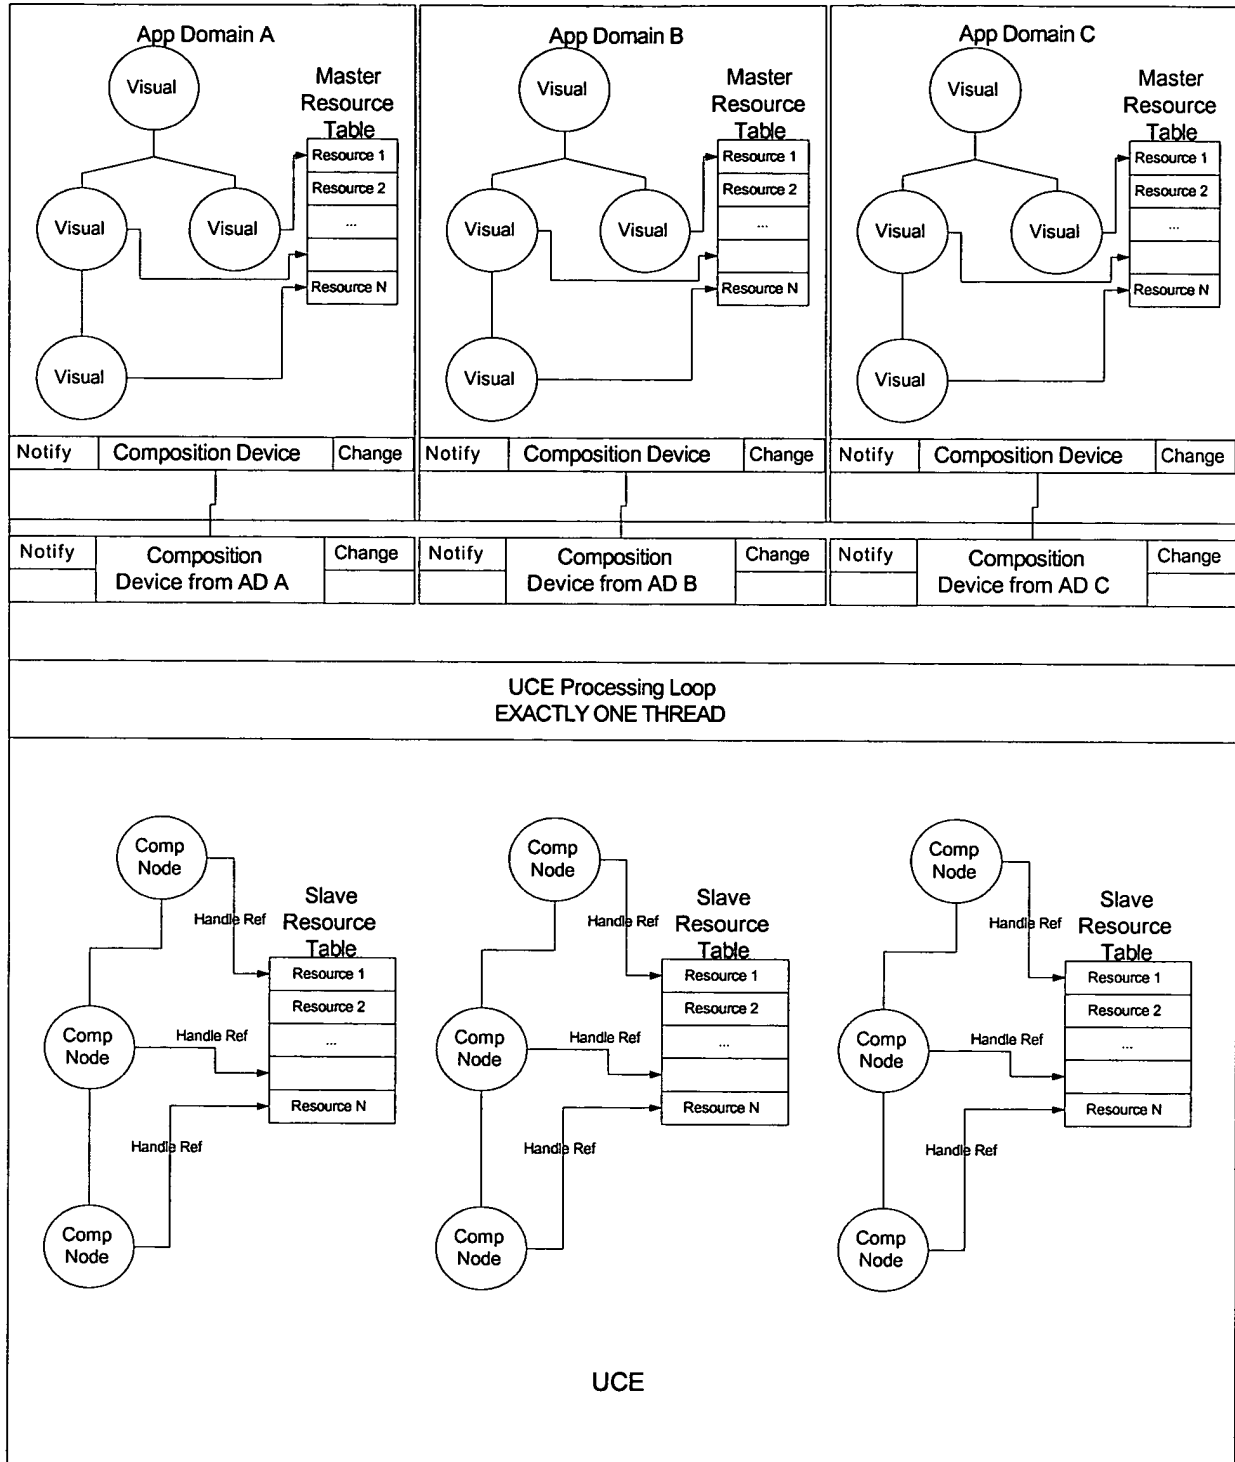 App Domain A
Visual
Master
Resource
Table
Resource 1
Resource 2
...
Resource N
Visual
Visual
Visual
App Domain B
Visual
Master
Resource
Table
Resource 1
Resource 2
...
Resource N
Visual
Visual
Visual
App Domain C
Visual
Master
Resource
Table
Resource 1
Resource 2
...
Resource N
Visual
Visual
Visual
Notify Composition Device Change
Notify Composition Device Change
Notify Composition Device Change
Notify Composition Change
Device from AD A
Notify Composition Change
Device from AD B
Notify Composition Change
Device from AD C
UCE Processing Loop
EXACTLY ONE THREAD
Comp
Node
Handle Ref
Slave
Resource
Table
Resource 1
Resource 2
...
Resource N
Comp
Node
Handle Ref
Handle Ref
Comp
Node
Comp
Node
Handle Ref
Slave
Resource
Table
Resource 1
Resource 2
...
Resource N
Comp
Node
Handle Ref
Handle Ref
Comp
Node
Comp
Node
Handle Ref
Slave
Resource
Table
Resource 1
Resource 2
...
Resource N
Comp
Node
Handle Ref
Handle Ref
Comp
Node
UCE